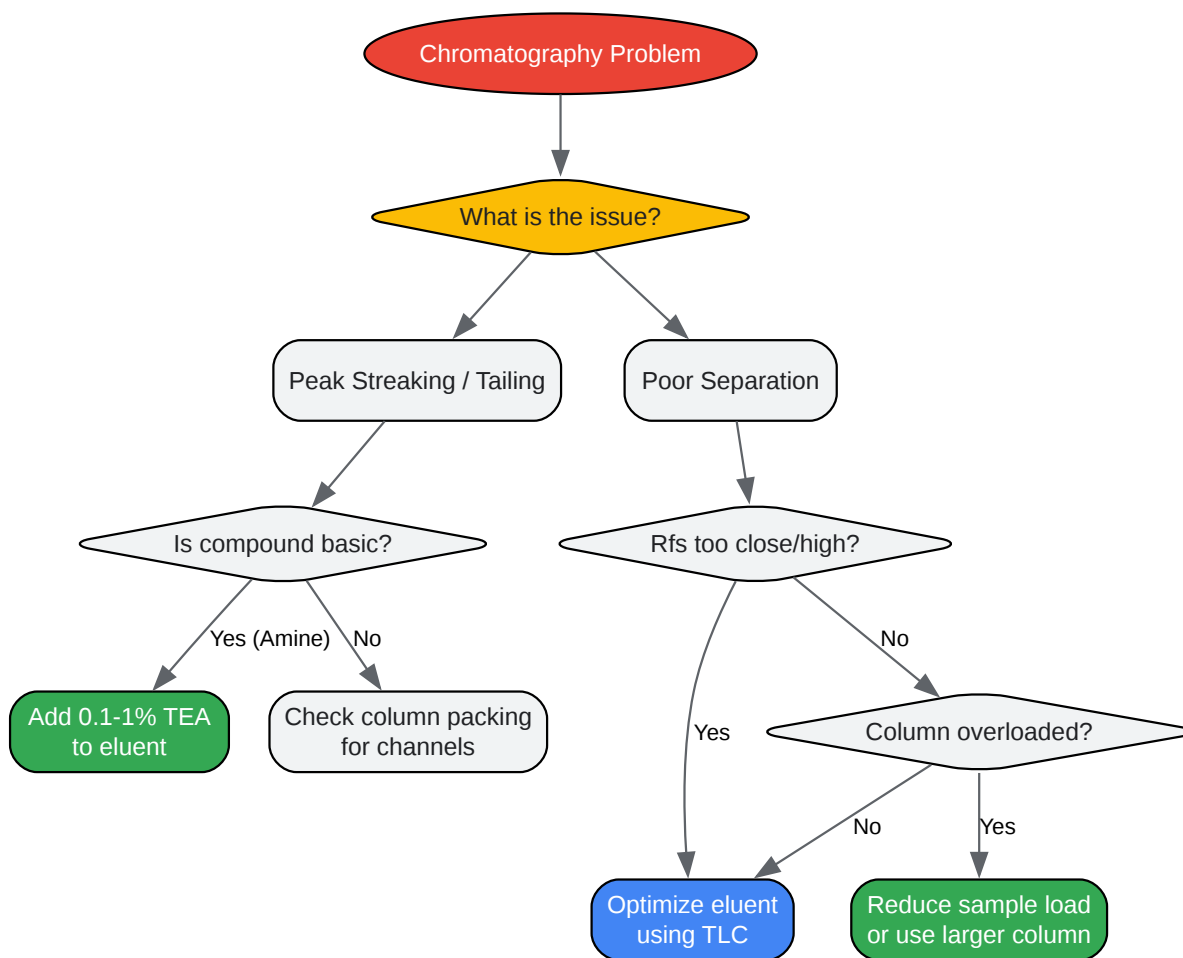 Chromatography Problem
What is the issue?
Peak Streaking / Tailing
Poor Separation
Is compound basic?
Rfs too close/high?
Yes (Amine)
No
No
Add 0.1-1% TEA
to eluent
Check column packing
for channels
Yes
Column overloaded?
No
Yes
Optimize eluent
using TLC
Reduce sample load
or use larger column